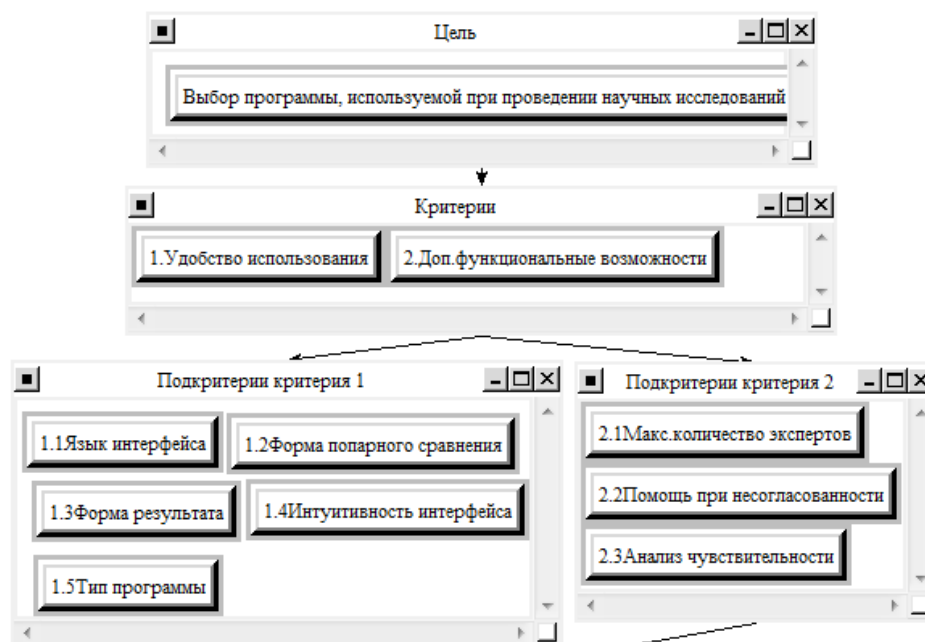 Цель
Выбор программы, используемой при проведении научных исследований
Критерии
1.Удобство использования
2.Доп.функциональные возможности
Подкритерии критерия 1
1.1Язык интерфейса
1.2Форма попарного сравнения
1.3Форма результата
1.4Интуитивность интерфейса
1.5Тип программы
Подкритерии критерия 2
2.1Макс.количество экспертов
2.2Помощь при несогласованности
2.3Анализ чувствительности